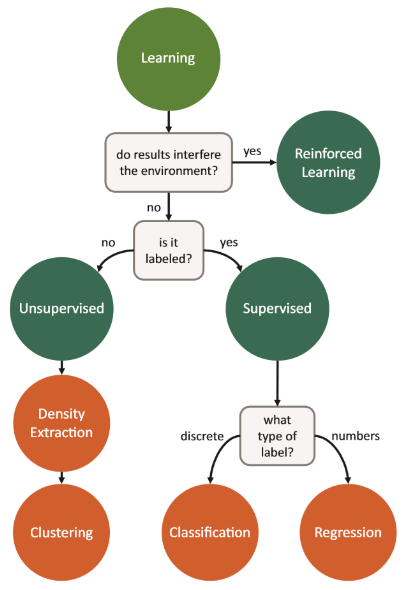 Learning
do results interfere
the environment?
yes
Reinforced
Learning
no
is it
labeled?
no
yes
Unsupervised
Supervised
Density
Extraction
what
type of
label?
discrete
numbers
Clustering
Classification
Regression